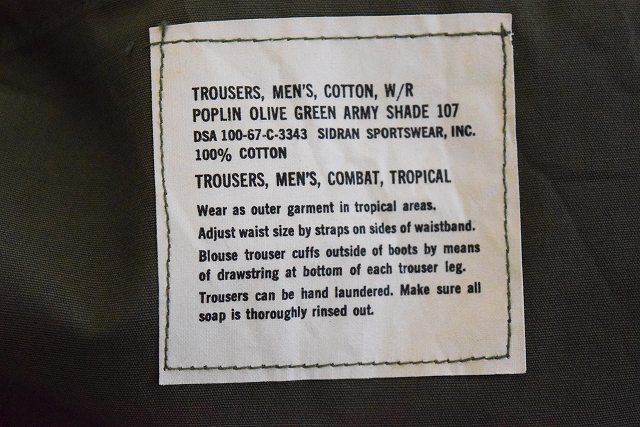 TROUSERS, MEN'S, COTTON, W/R
POPLIN OLIVE GREEN ARMY SHADE 107
DSA 100-67-C-3343 SIDRAN SPORTSWEAR, INC.
100% COTTON
TROUSERS, MEN'S, COMBAT, TROPICAL
Wear as outer garment in tropical areas.
Adjust waist size by straps on sides of waistband.
Blouse trouser cuffs outside of boots by means
of drawstring at bottom of each trouser leg.
Trousers can be hand laundered. Make sure all
soap is thoroughly rinsed out.